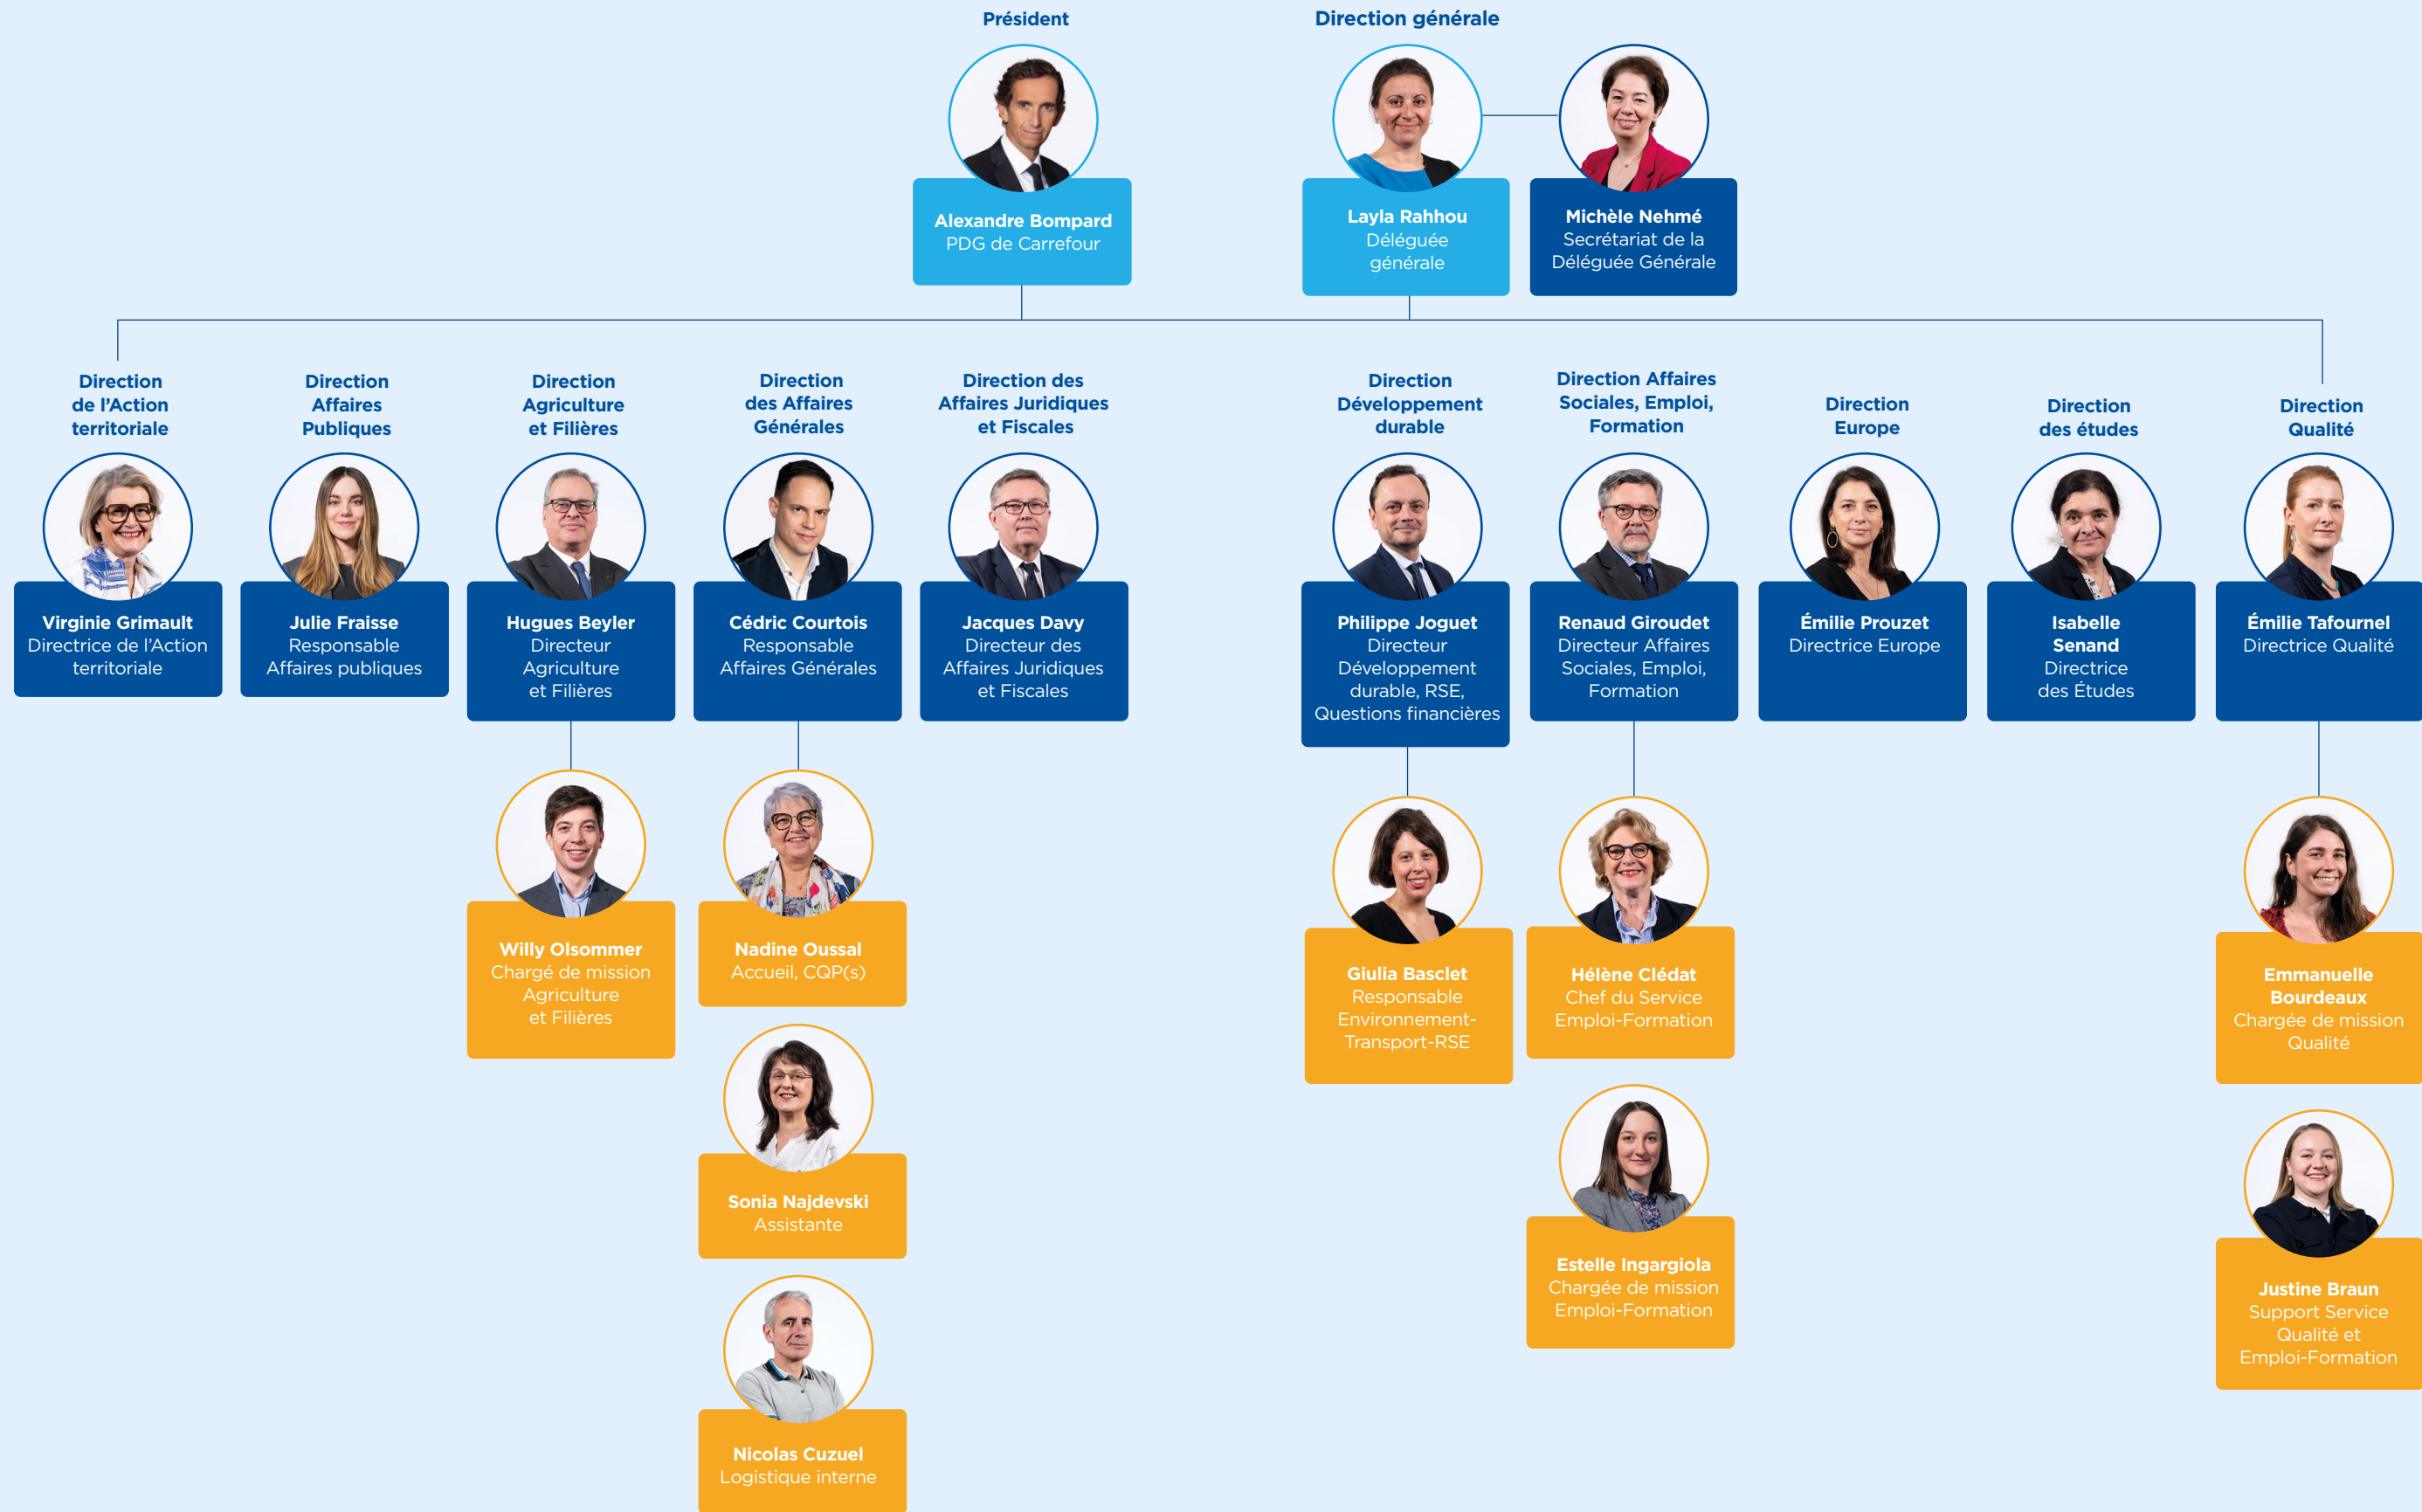 Président
Direction générale
Alexandre Bompard
PDG de Carrefour
Layla Rahhou
Déléguée
générale
Michèle Nehmé
Secrétariat de la
Déléguée Générale
Direction
de l’Action
territoriale
Direction
Affaires
Publiques
Direction
Agriculture
et Filières
Direction
des Affaires
Générales
Direction des
Affaires Juridiques
et Fiscales
Direction
Développement
durable
Direction Affaires
Sociales, Emploi,
Formation
Direction
Europe
Direction
des études
Direction
Qualité
Virginie Grimault
Directrice de l’Action
territoriale
Julie Fraisse
Responsable
Affaires publiques
Hugues Beyler
Directeur
Agriculture
et Filières
Cédric Courtois
Responsable
Affaires Générales
Jacques Davy
Directeur des
Affaires Juridiques
et Fiscales
Philippe Joguet
Directeur
Développement
durable, RSE,
Questions financières
Renaud Giroudet
Directeur Affaires
Sociales, Emploi,
Formation
Émilie Prouzet
Directrice Europe
Isabelle
Senand
Directrice
des Études
Émilie Tafournel
Directrice Qualité
Willy Olsommer
Chargé de mission
Agriculture
et Filières
Nadine Oussal
Accueil, CQP(s)
Giulia Basclet
Responsable
Environnement-
Transport-RSE
Hélène Clédat
Chef du Service
Emploi-Formation
Emmanuelle
Bourdeaux
Chargée de mission
Qualité
Sonia Najdevski
Assistante
Estelle Ingargiola
Chargée de mission
Emploi-Formation
Justine Braun
Support Service
Qualité et
Emploi-Formation
Nicolas Cuzuel
Logistique interne